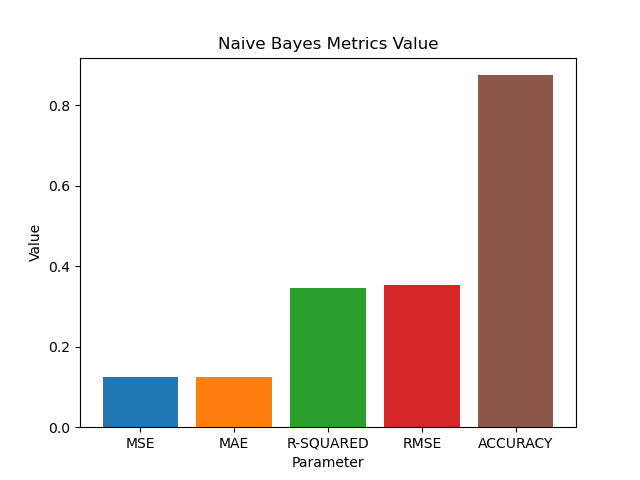 Naive Bayes Metrics Value
Value
0.8
0.6
0.4
0.2
0.0
MSE MAE R-SQUARED RMSE ACCURACY
Parameter